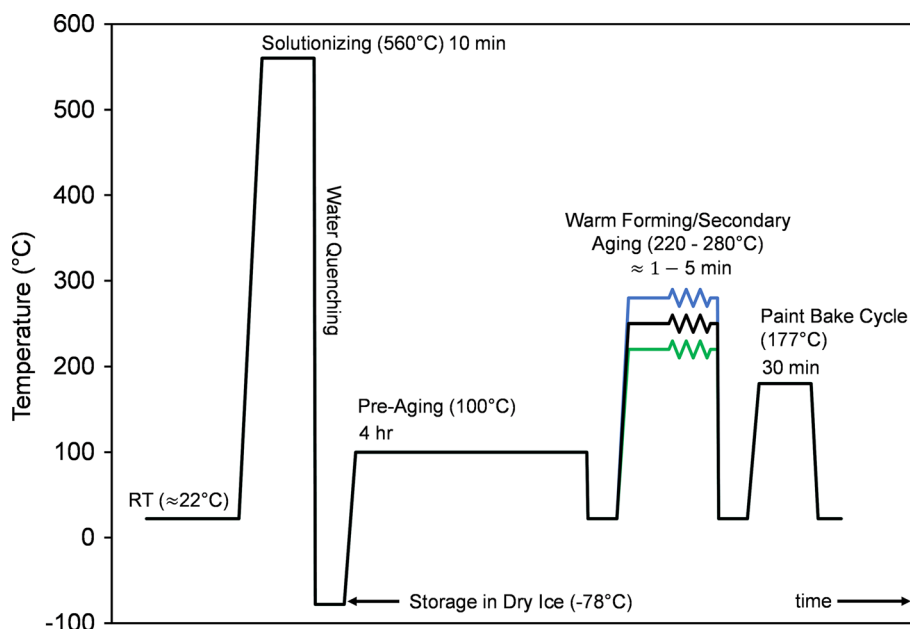 600
500
400
300
200
100
0
-100
Temperature (°C)
Solutionizing (560°C) 10 min
Water Quenching
Warm Forming/Secondary
Aging (220 - 280°C)
≈ 1 − 5 min
Paint Bake Cycle
(177°C)
30 min
Pre-Aging (100°C)
4 hr
RT (≈22°C)
Storage in Dry Ice (-78°C)
time